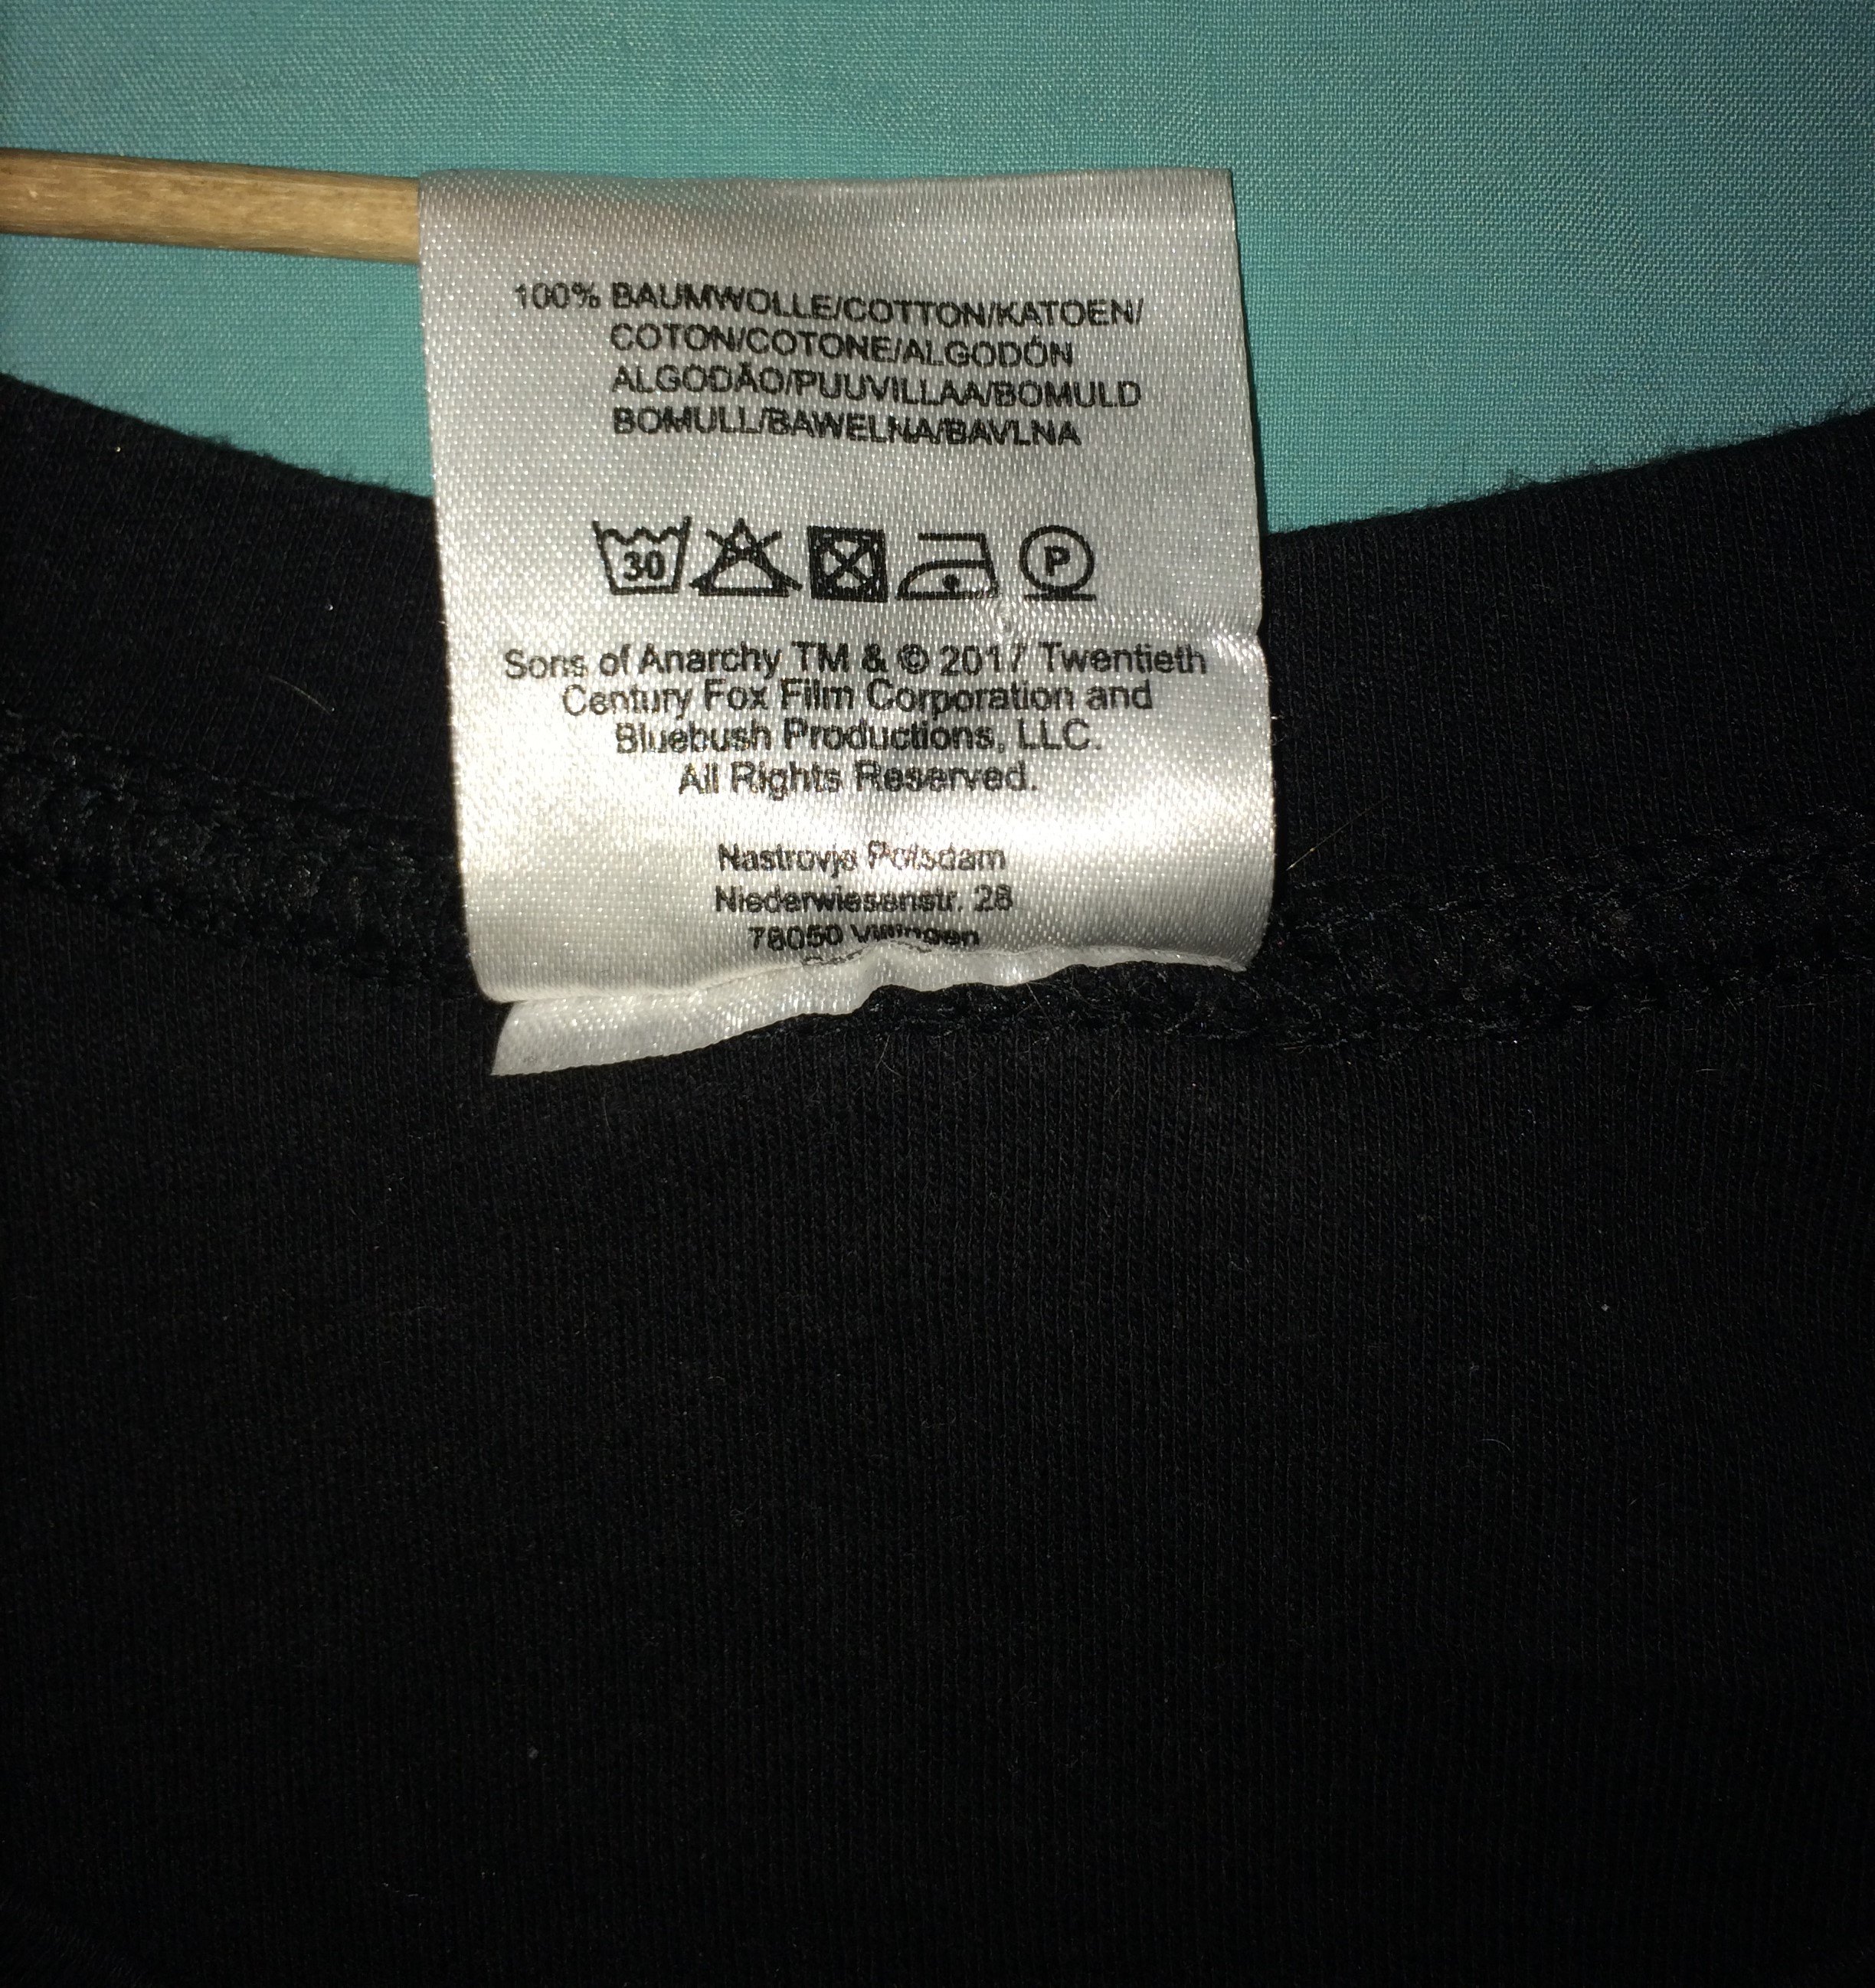 100% BAUMWOLLE/COTTON/KATOEN/
COTON/COTONE/ALGODÓN
ALGODÃO/PUUVILLAA/BOMULD
BOMULL/BAWELNA/BAVLNA
30
P
Sons of Anarchy TM & © 2017 Twentieth
Century Fox Film Corporation and
Bluebush Productions, LLC.
All Rights Reserved.
Nastrovje Potsdam
Niederwiesenstr. 28
78050 Villingen